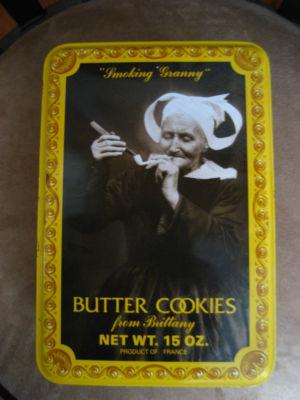 "Smoking Granny"
BUTTER COOKIES
from Brittany
NET WT. 15 OZ.
PRODUCT OF FRANCE